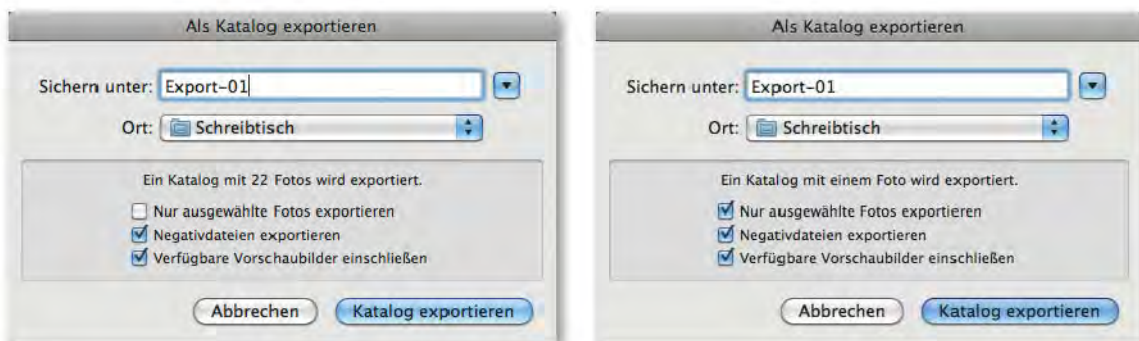 Als Katalog exportieren
Sichern unter: Export-01
Ort: Schreibtisch
Ein Katalog mit 22 Fotos wird exportiert.
Nur ausgewählte Fotos exportieren
Negativdateien exportieren
Verfügbare Vorschaubilder einschließen
Abbrechen Katalog exportieren
Als Katalog exportieren
Sichern unter: Export-01
Ort: Schreibtisch
Ein Katalog mit einem Foto wird exportiert.
Nur ausgewählte Fotos exportieren
Negativdateien exportieren
Verfügbare Vorschaubilder einschließen
Abbrechen Katalog exportieren